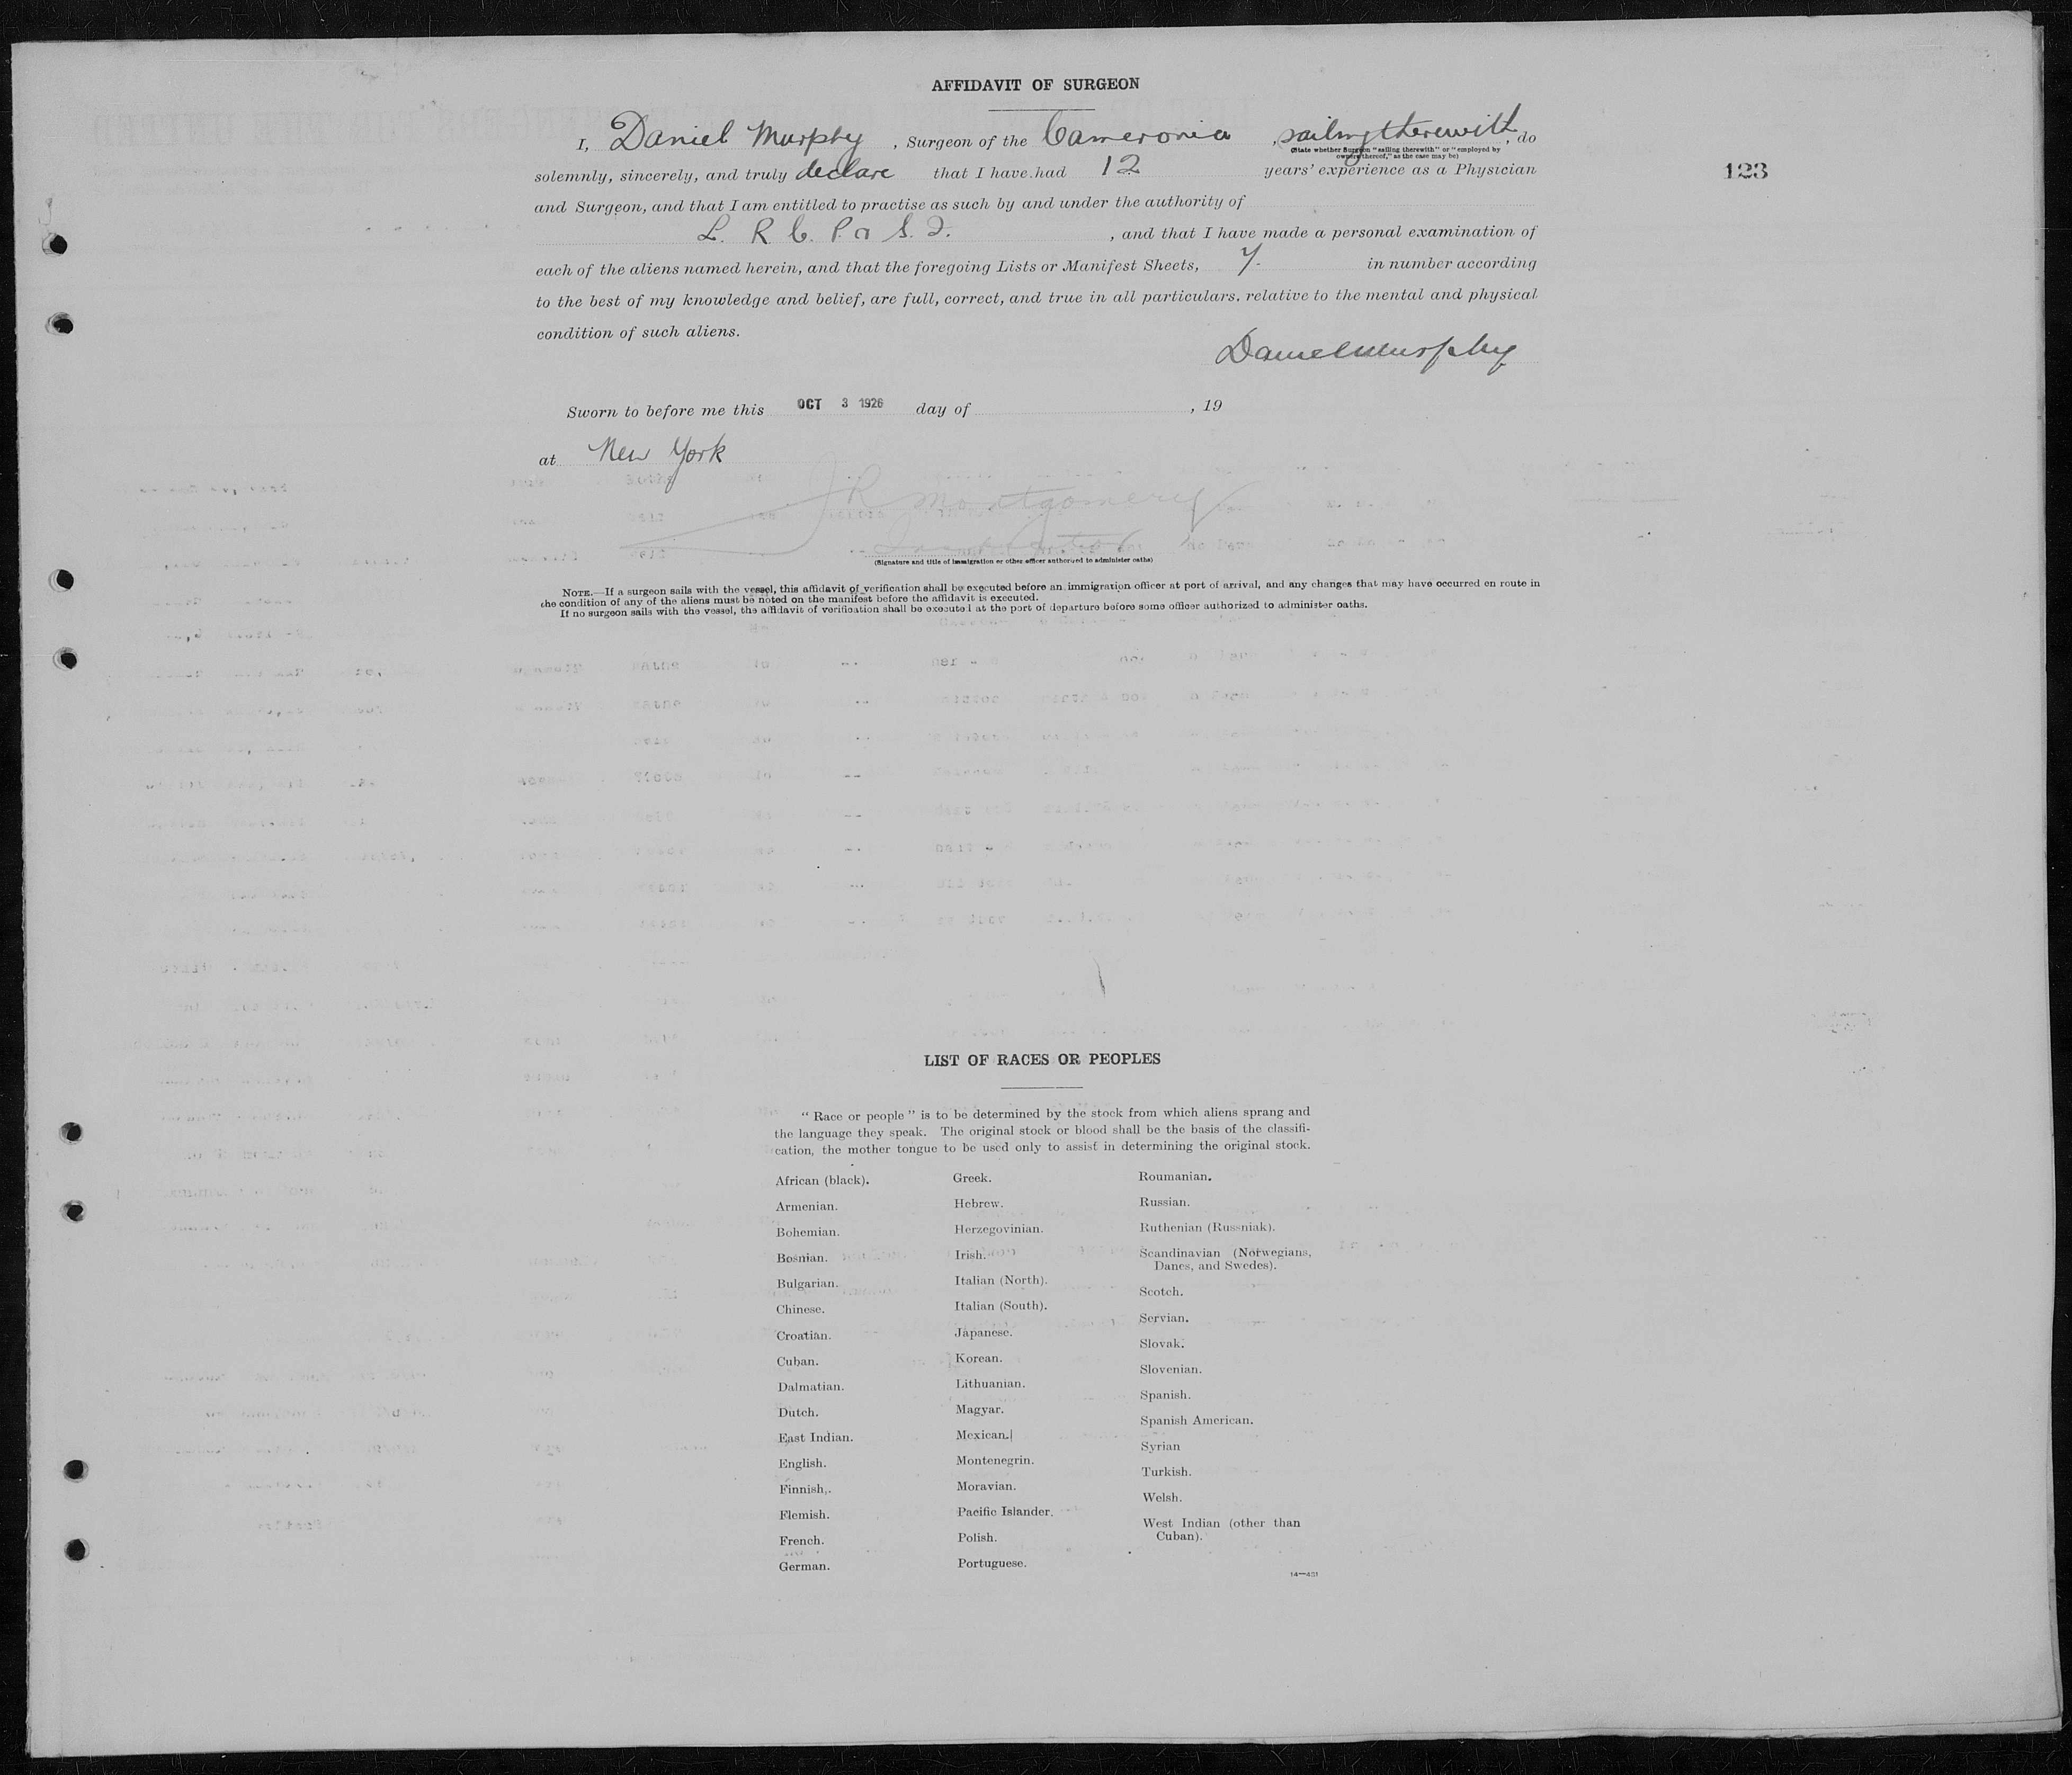 AFFIDAVIT OF SURGEON
I, Daniel Murphy, Surgeon of the Cameronia, sailing therewith, do
(State whether Surgeon "sailing therewith" or "employed by
owners thereof," as the case may be)
123
solemnly, sincerely, and truly declare that I have had 12 years' experience as a Physician
and Surgeon, and that I am entitled to practise as such by and under the authority of
L. R. C. P. & S. I., and that I have made a personal examination of
each of the aliens named herein, and that the foregoing Lists or Manifest Sheets, 7. in number according
to the best of my knowledge and belief, are full, correct, and true in all particulars. relative to the mental and physical
condition of such aliens.
Daniel Murphy
Sworn to before me this OCT 3 1926 day of , 19
at New York
J R Montgomery
(Signature and title of immigration or other officer authorized to administer oaths)
NOTE.—If a surgeon sails with the vessel, this affidavit of verification shall be executed before an immigration officer at port of arrival, and any changes that may have occurred en route in
the condition of any of the aliens must be noted on the manifest before the affidavit is executed.
If no surgeon sails with the vessel, the affidavit of verification shall be executed at the port of departure before some officer authorized to administer oaths.
LIST OF RACES OR PEOPLES
"Race or people" is to be determined by the stock from which aliens sprang and
the language they speak. The original stock or blood shall be the basis of the classifi-
cation, the mother tongue to be used only to assist in determining the original stock.
African (black).
Armenian.
Bohemian.
Bosnian.
Bulgarian.
Chinese.
Croatian.
Cuban.
Dalmatian.
Dutch.
East Indian.
English.
Finnish.
Flemish.
French.
German.
Greek.
Hebrew.
Herzegovinian.
Irish.
Italian (North).
Italian (South).
Japanese.
Korean.
Lithuanian.
Magyar.
Mexican.
Montenegrin.
Moravian.
Pacific Islander.
Polish.
Portuguese.
Roumanian.
Russian.
Ruthenian (Russniak).
Scandinavian (Norwegians,
Danes, and Swedes).
Scotch.
Servian.
Slovak.
Slovenian.
Spanish.
Spanish American.
Syrian
Turkish.
Welsh.
West Indian (other than
Cuban).
14—431